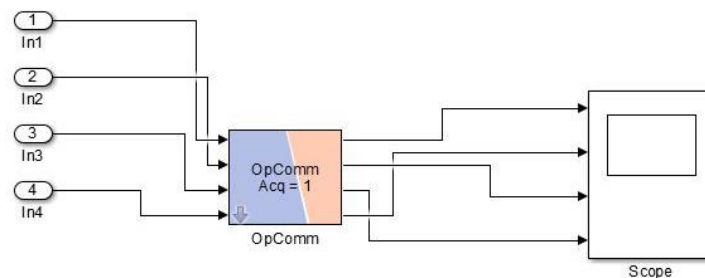 1
In1
2
In2
3
In3
4
In4
OpComm
Acq = 1
OpComm
Scope